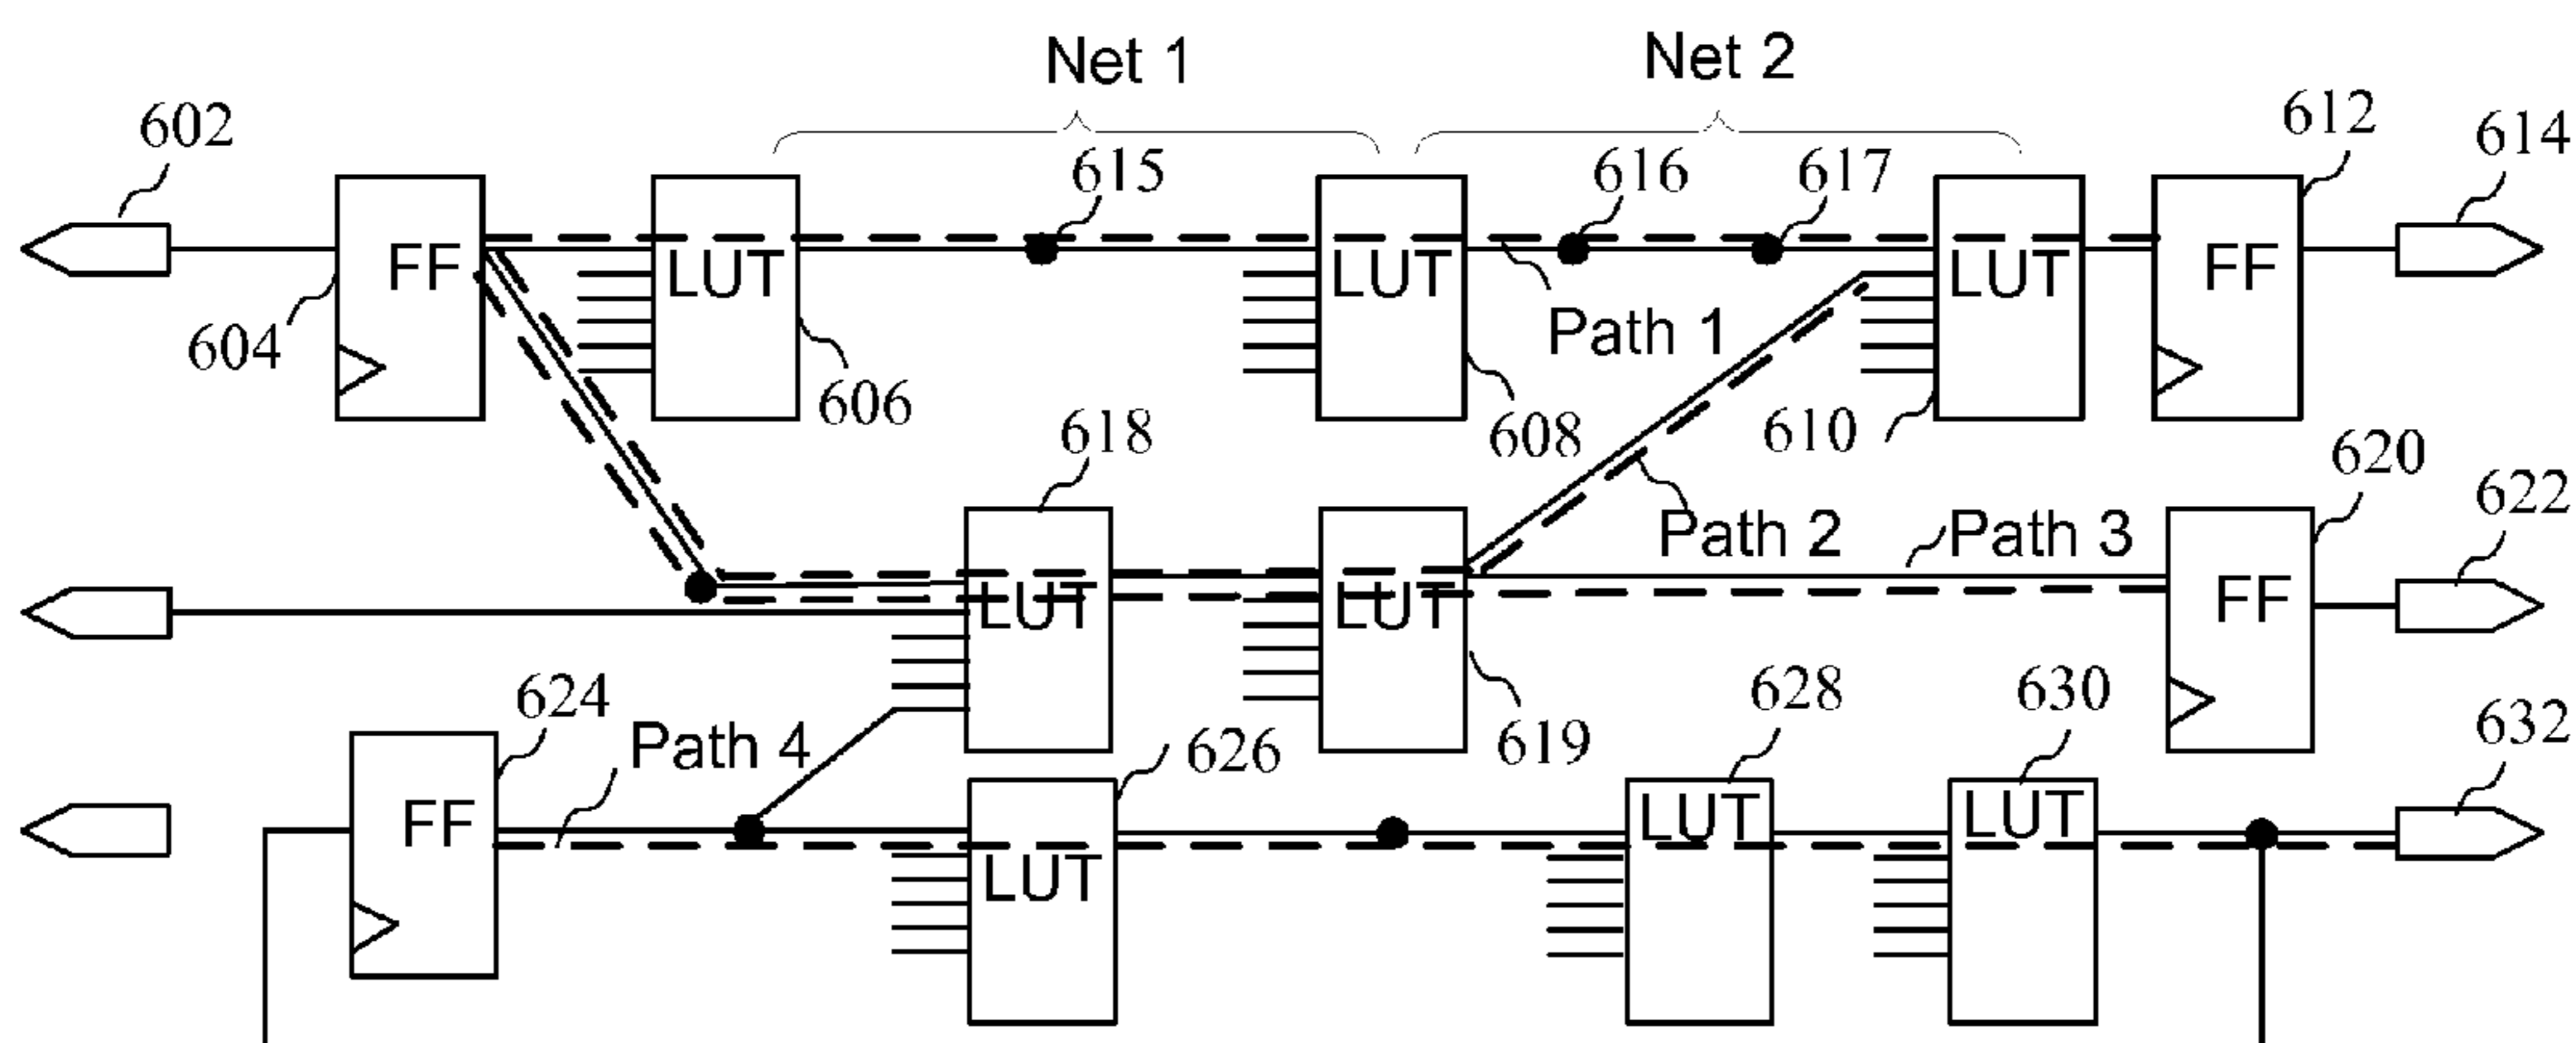 Net 1
Net 2
602
615
616
617
612
614
FF
LUT
LUT
LUT
FF
604
606
Path 1
608
610
618
620
622
Path 2
Path 3
LUT
LUT
FF
624
Path 4
626
619
628
630
632
FF
LUT
LUT
LUT